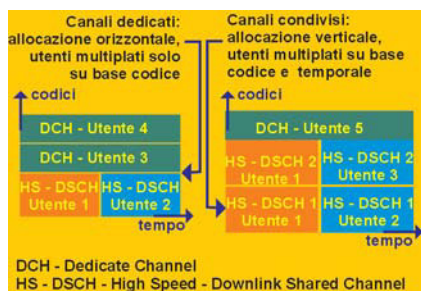 Canali dedicati:
allocazione orizzontale,
utenti multiplati solo
su base codice
Canali condivisi:
allocazione verticale,
utenti multiplati su base
codice e temporale
codici
DCH - Utente 4
DCH - Utente 3
HS - DSCH
Utente 1
HS - DSCH
Utente 2
tempo
codici
DCH - Utente 5
HS - DSCH 2
Utente 1
HS - DSCH 2
Utente 3
HS - DSCH 1
Utente 1
HS - DSCH 1
Utente 2
tempo
DCH - Dedicate Channel
HS - DSCH - High Speed - Downlink Shared Channel